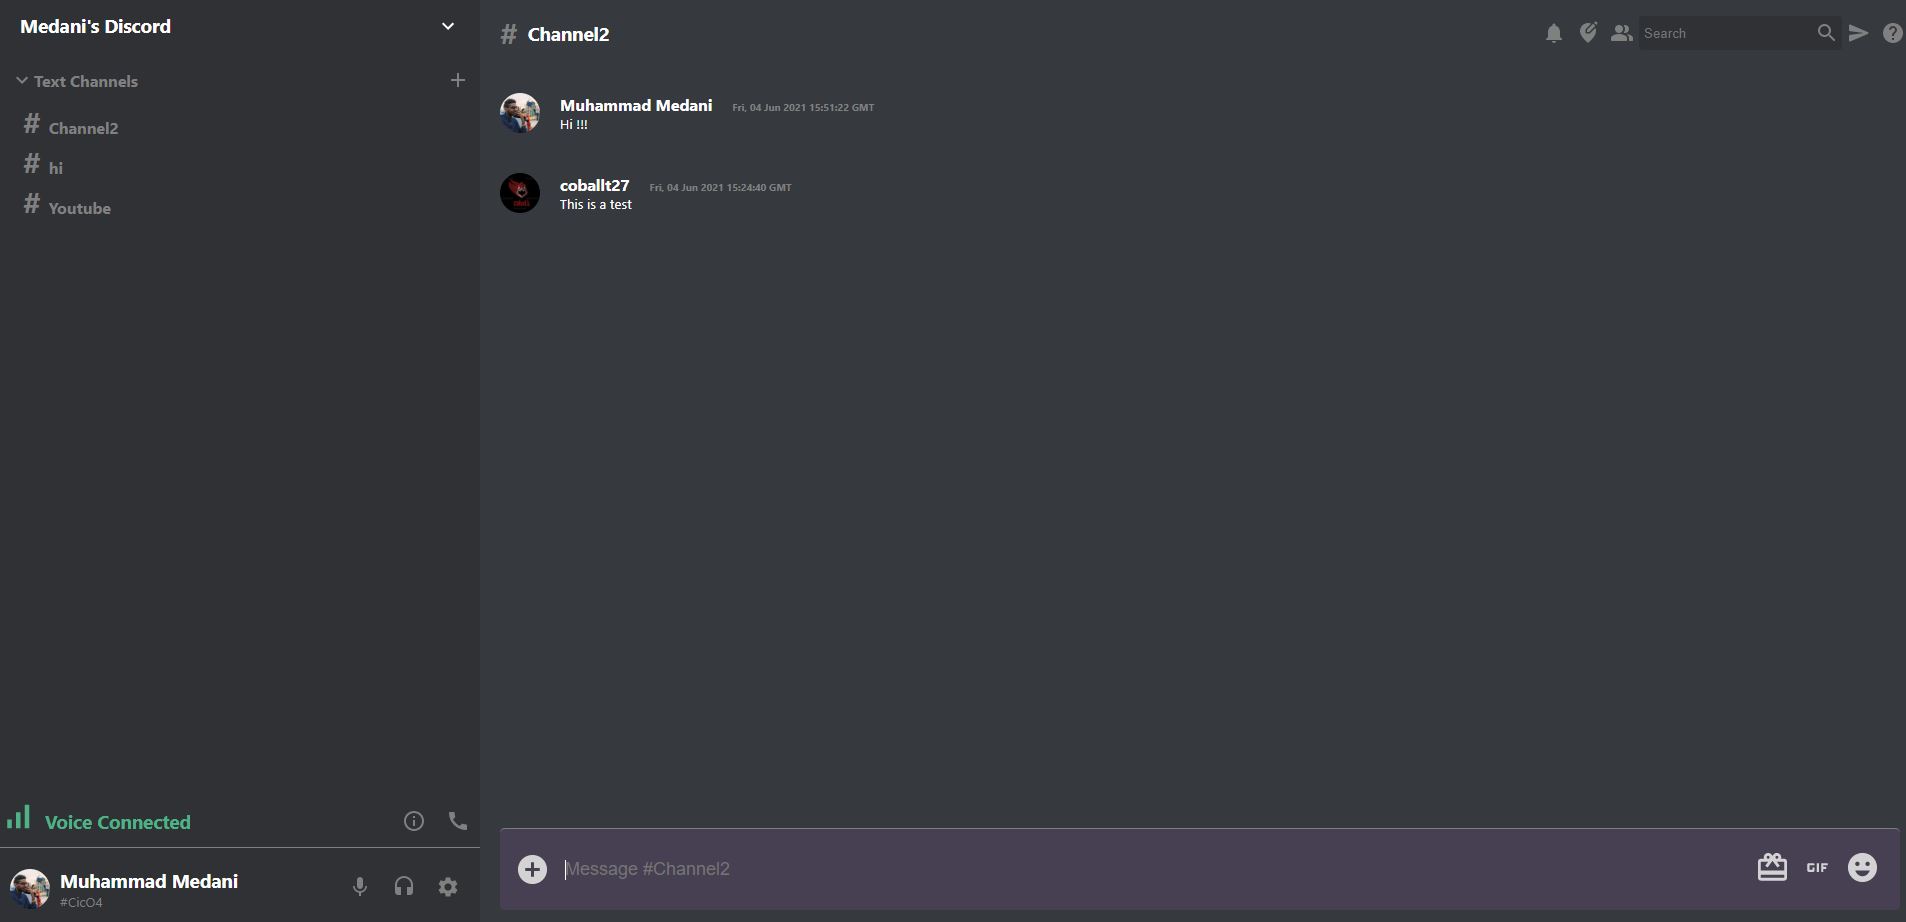 Medani's Discord
Text Channels
# Channel2
# hi
# Youtube
Voice Connected
Muhammad Medani
#CicO4
# Channel2
Search
Muhammad Medani Fri, 04 Jun 2021 15:51:22 GMT
Hi !!!
coballt27 Fri, 04 Jun 2021 15:24:40 GMT
This is a test
Message #Channel2
GIF